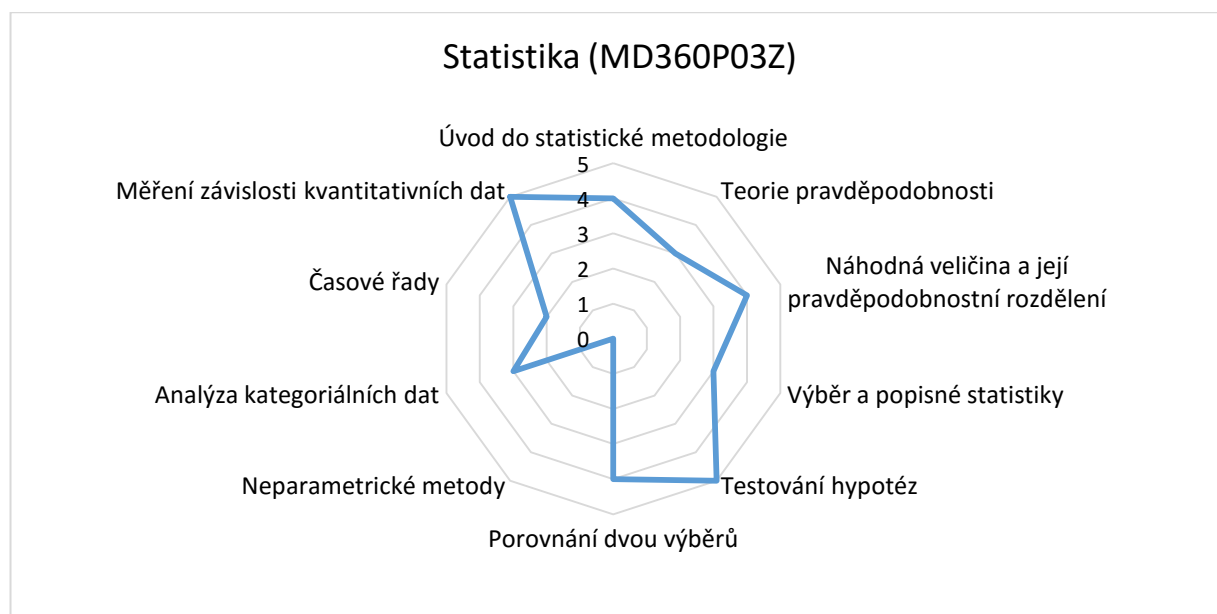 Statistika (MD360P03Z)
Úvod do statistické metodologie
Teorie pravděpodobnosti
Náhodná veličina a její
pravděpodobnostní rozdělení
Výběr a popisné statistiky
Testování hypotéz
Porovnání dvou výběrů
Neparametrické metody
Analýza kategoriálních dat
Časové řady
Měření závislosti kvantitativních dat
5
4
3
2
1
0